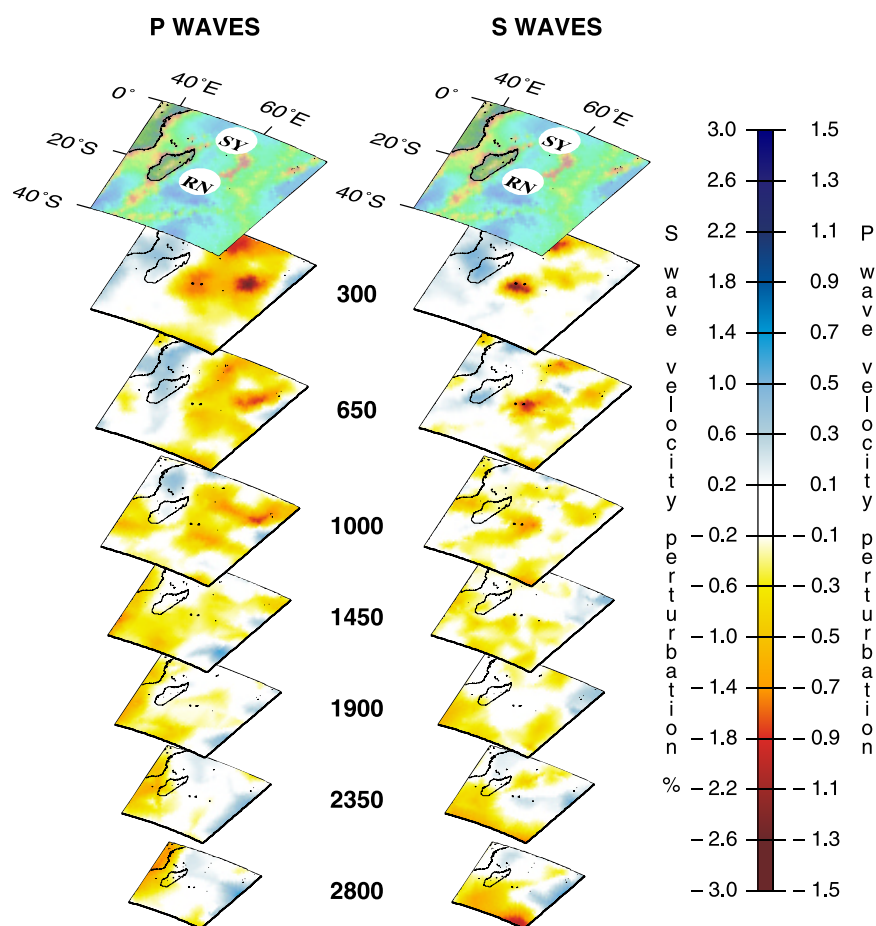 P WAVES
S WAVES
0˚
40˚E
60˚E
20˚S
40˚S
SY
RN
0˚
40˚E
60˚E
20˚S
40˚S
SY
RN
300
650
1000
1450
1900
2350
2800
S wave velocity perturbation %
3.0
2.6
2.2
1.8
1.4
1.0
0.6
0.2
−0.2
−0.6
−1.0
−1.4
−1.8
−2.2
−2.6
−3.0
1.5
1.3
1.1
0.9
0.7
0.5
0.3
0.1
−0.1
−0.3
−0.5
−0.7
−0.9
−1.1
−1.3
−1.5
P wave velocity perturbation